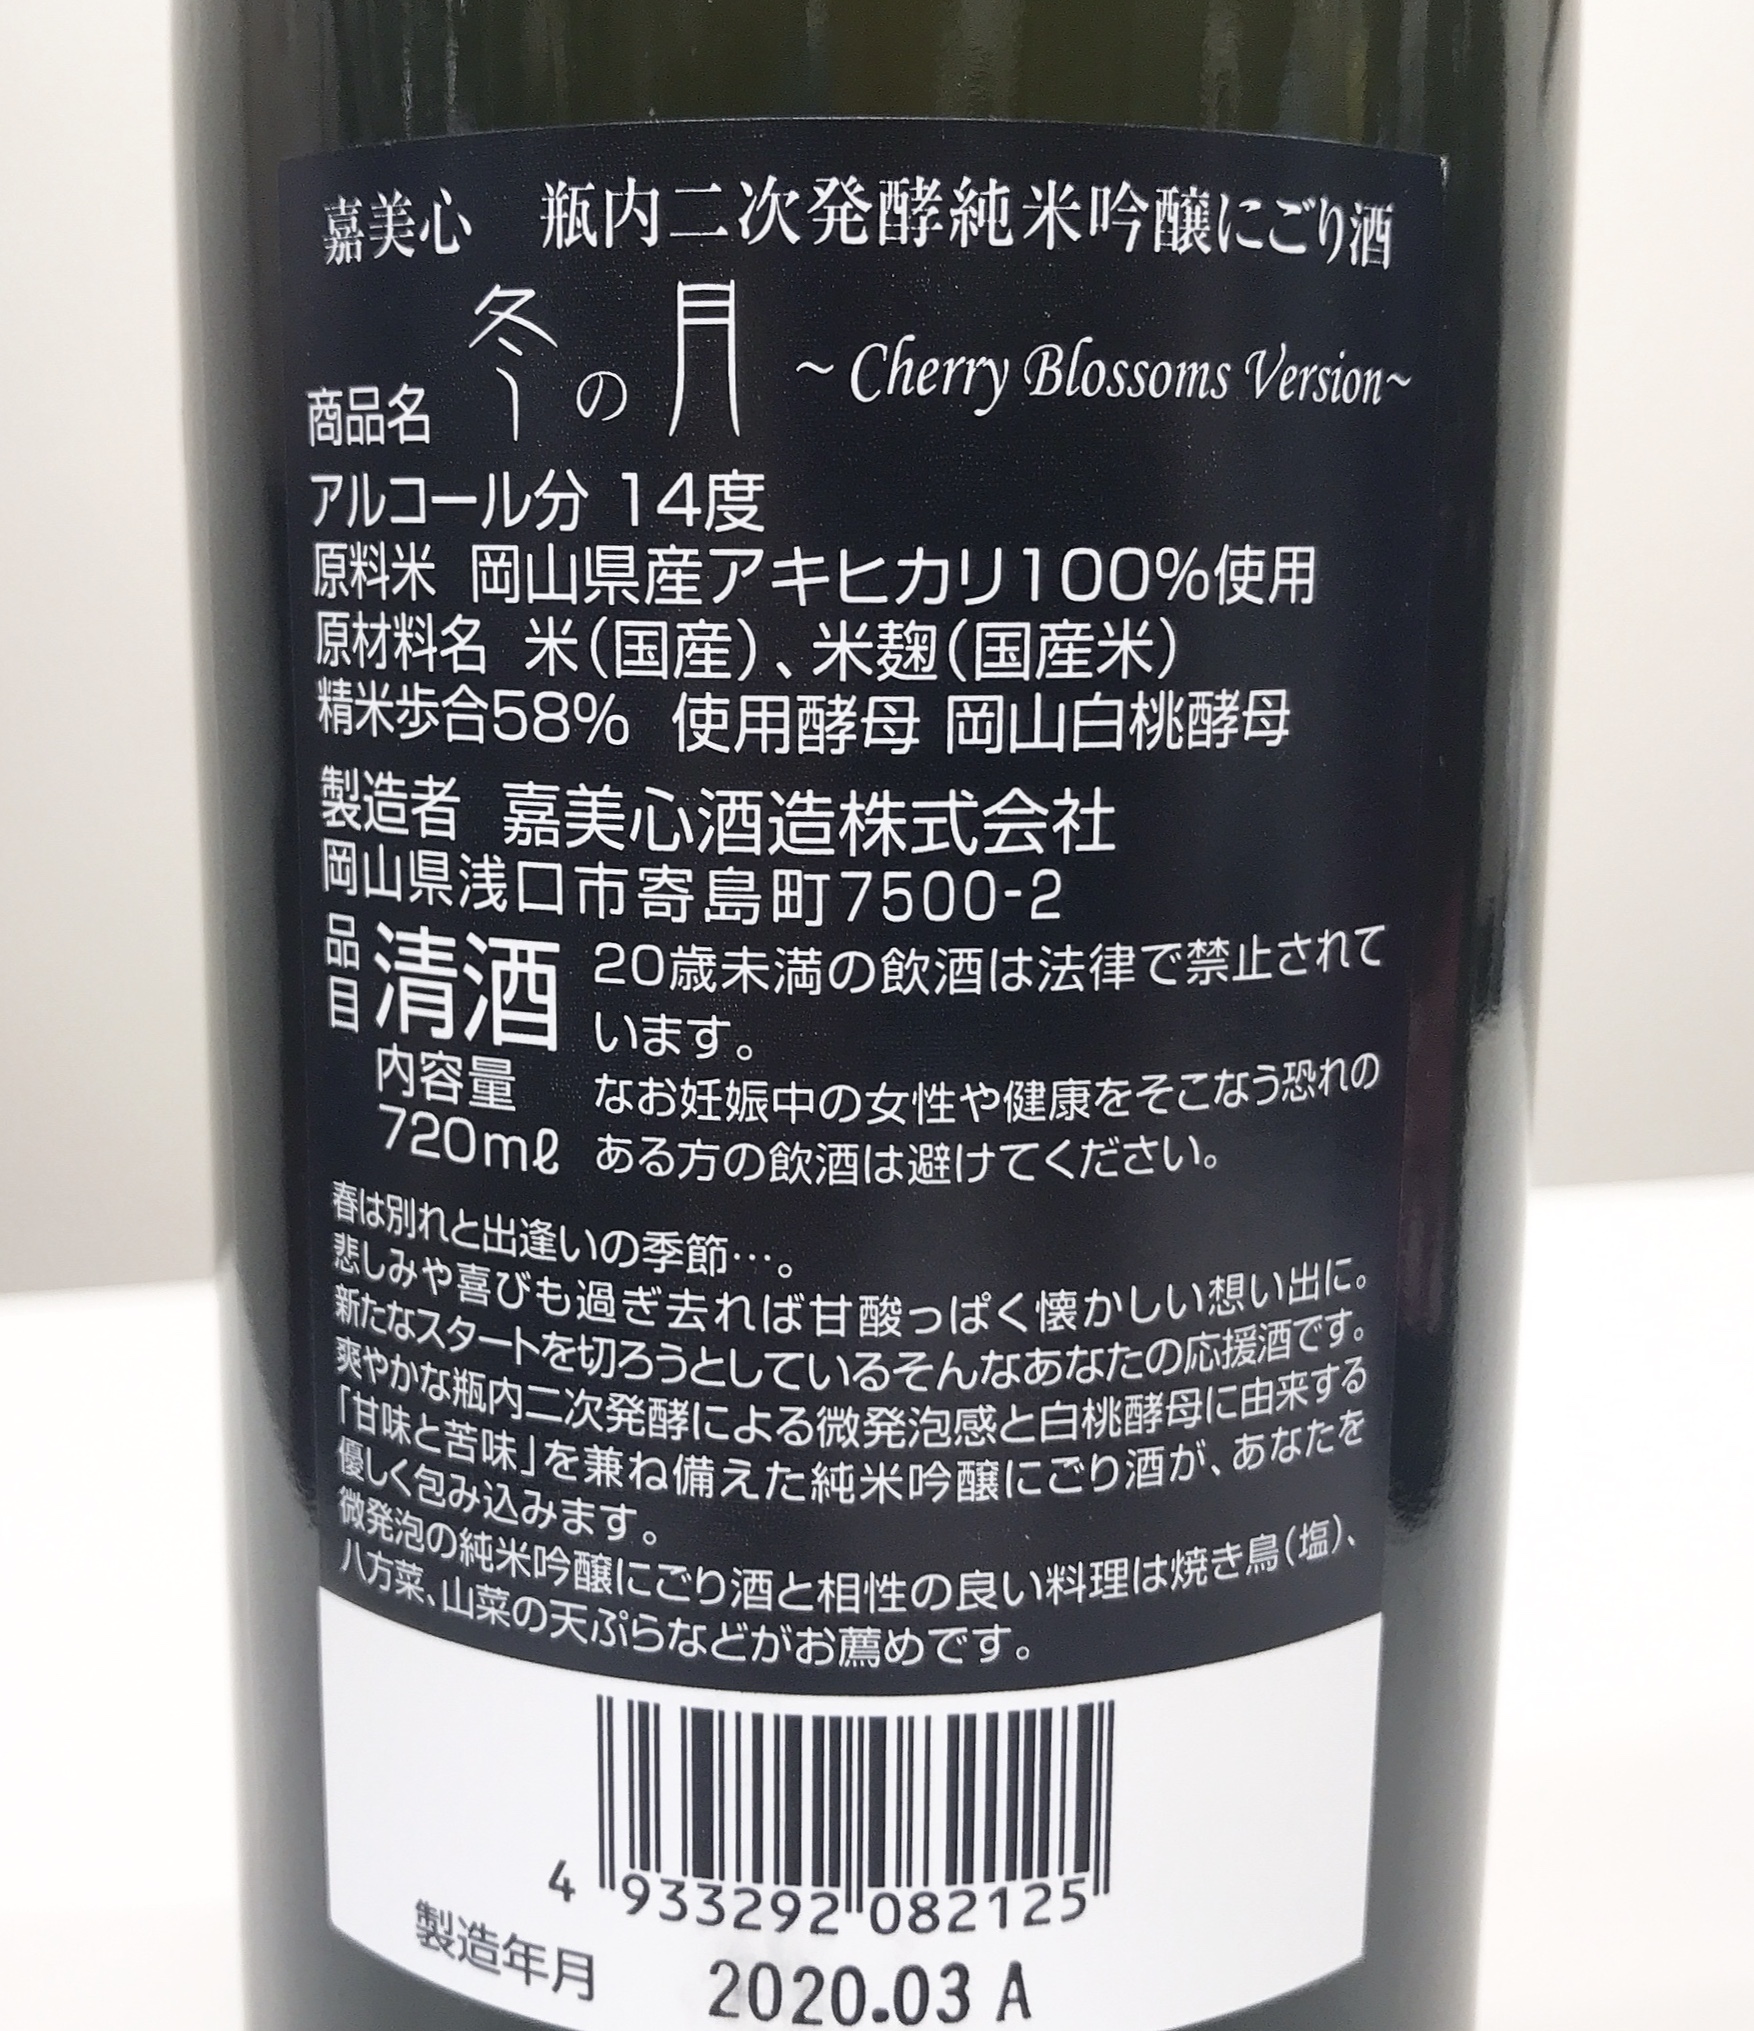 嘉美心 瓶内二次発酵純米吟醸にごり酒
商品名 冬の月 ~Cherry Blossoms Version~
アルコール分 14度
原料米 岡山県産アキヒカリ100%使用
原材料名 米(国産)、米麹(国産米)
精米歩合58% 使用酵母 岡山白桃酵母
製造者 嘉美心酒造株式会社
岡山県浅口市寄島町7500-2
品目 清酒
内容量
720mℓ
20歳未満の飲酒は法律で禁止されて
います。
なお妊娠中の女性や健康をそこなう恐れの
ある方の飲酒は避けてください。
春は別れと出逢いの季節…。
悲しみや喜びも過ぎ去れば甘酸っぱく懐かしい想い出に。
新たなスタートを切ろうとしているそんなあなたの応援酒です。
爽やかな瓶内二次発酵による微発泡感と白桃酵母に由来する
「甘味と苦味」を兼ね備えた純米吟醸にごり酒が、あなたを
優しく包み込みます。
微発泡の純米吟醸にごり酒と相性の良い料理は焼き鳥(塩)、
八方菜、山菜の天ぷらなどがお薦めです。
4 933292 082125
製造年月 2020.03 A